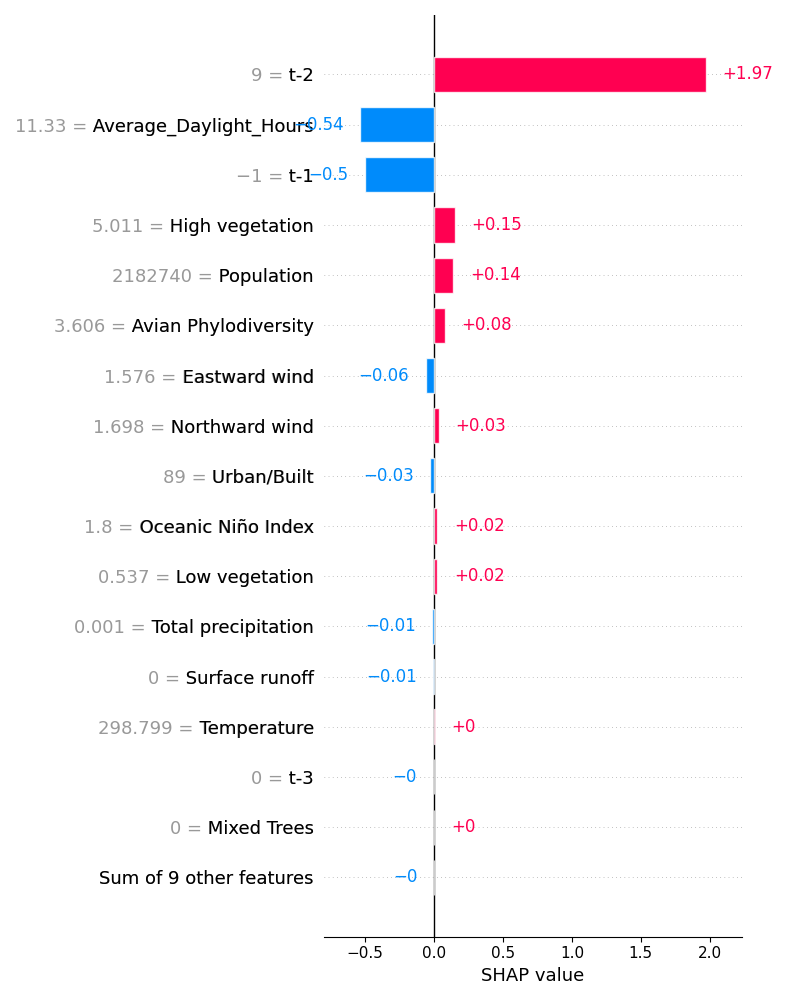 9 = t-2 +1.97
11.33 = Average_Daylight_Hours −0.54
−1 = t-1 −0.5
5.011 = High vegetation +0.15
2182740 = Population +0.14
3.606 = Avian Phylodiversity +0.08
1.576 = Eastward wind −0.06
1.698 = Northward wind +0.03
89 = Urban/Built −0.03
1.8 = Oceanic Niño Index +0.02
0.537 = Low vegetation +0.02
0.001 = Total precipitation −0.01
0 = Surface runoff −0.01
298.799 = Temperature +0
0 = t-3 −0
0 = Mixed Trees +0
Sum of 9 other features −0
−0.5 0.0 0.5 1.0 1.5 2.0
SHAP value